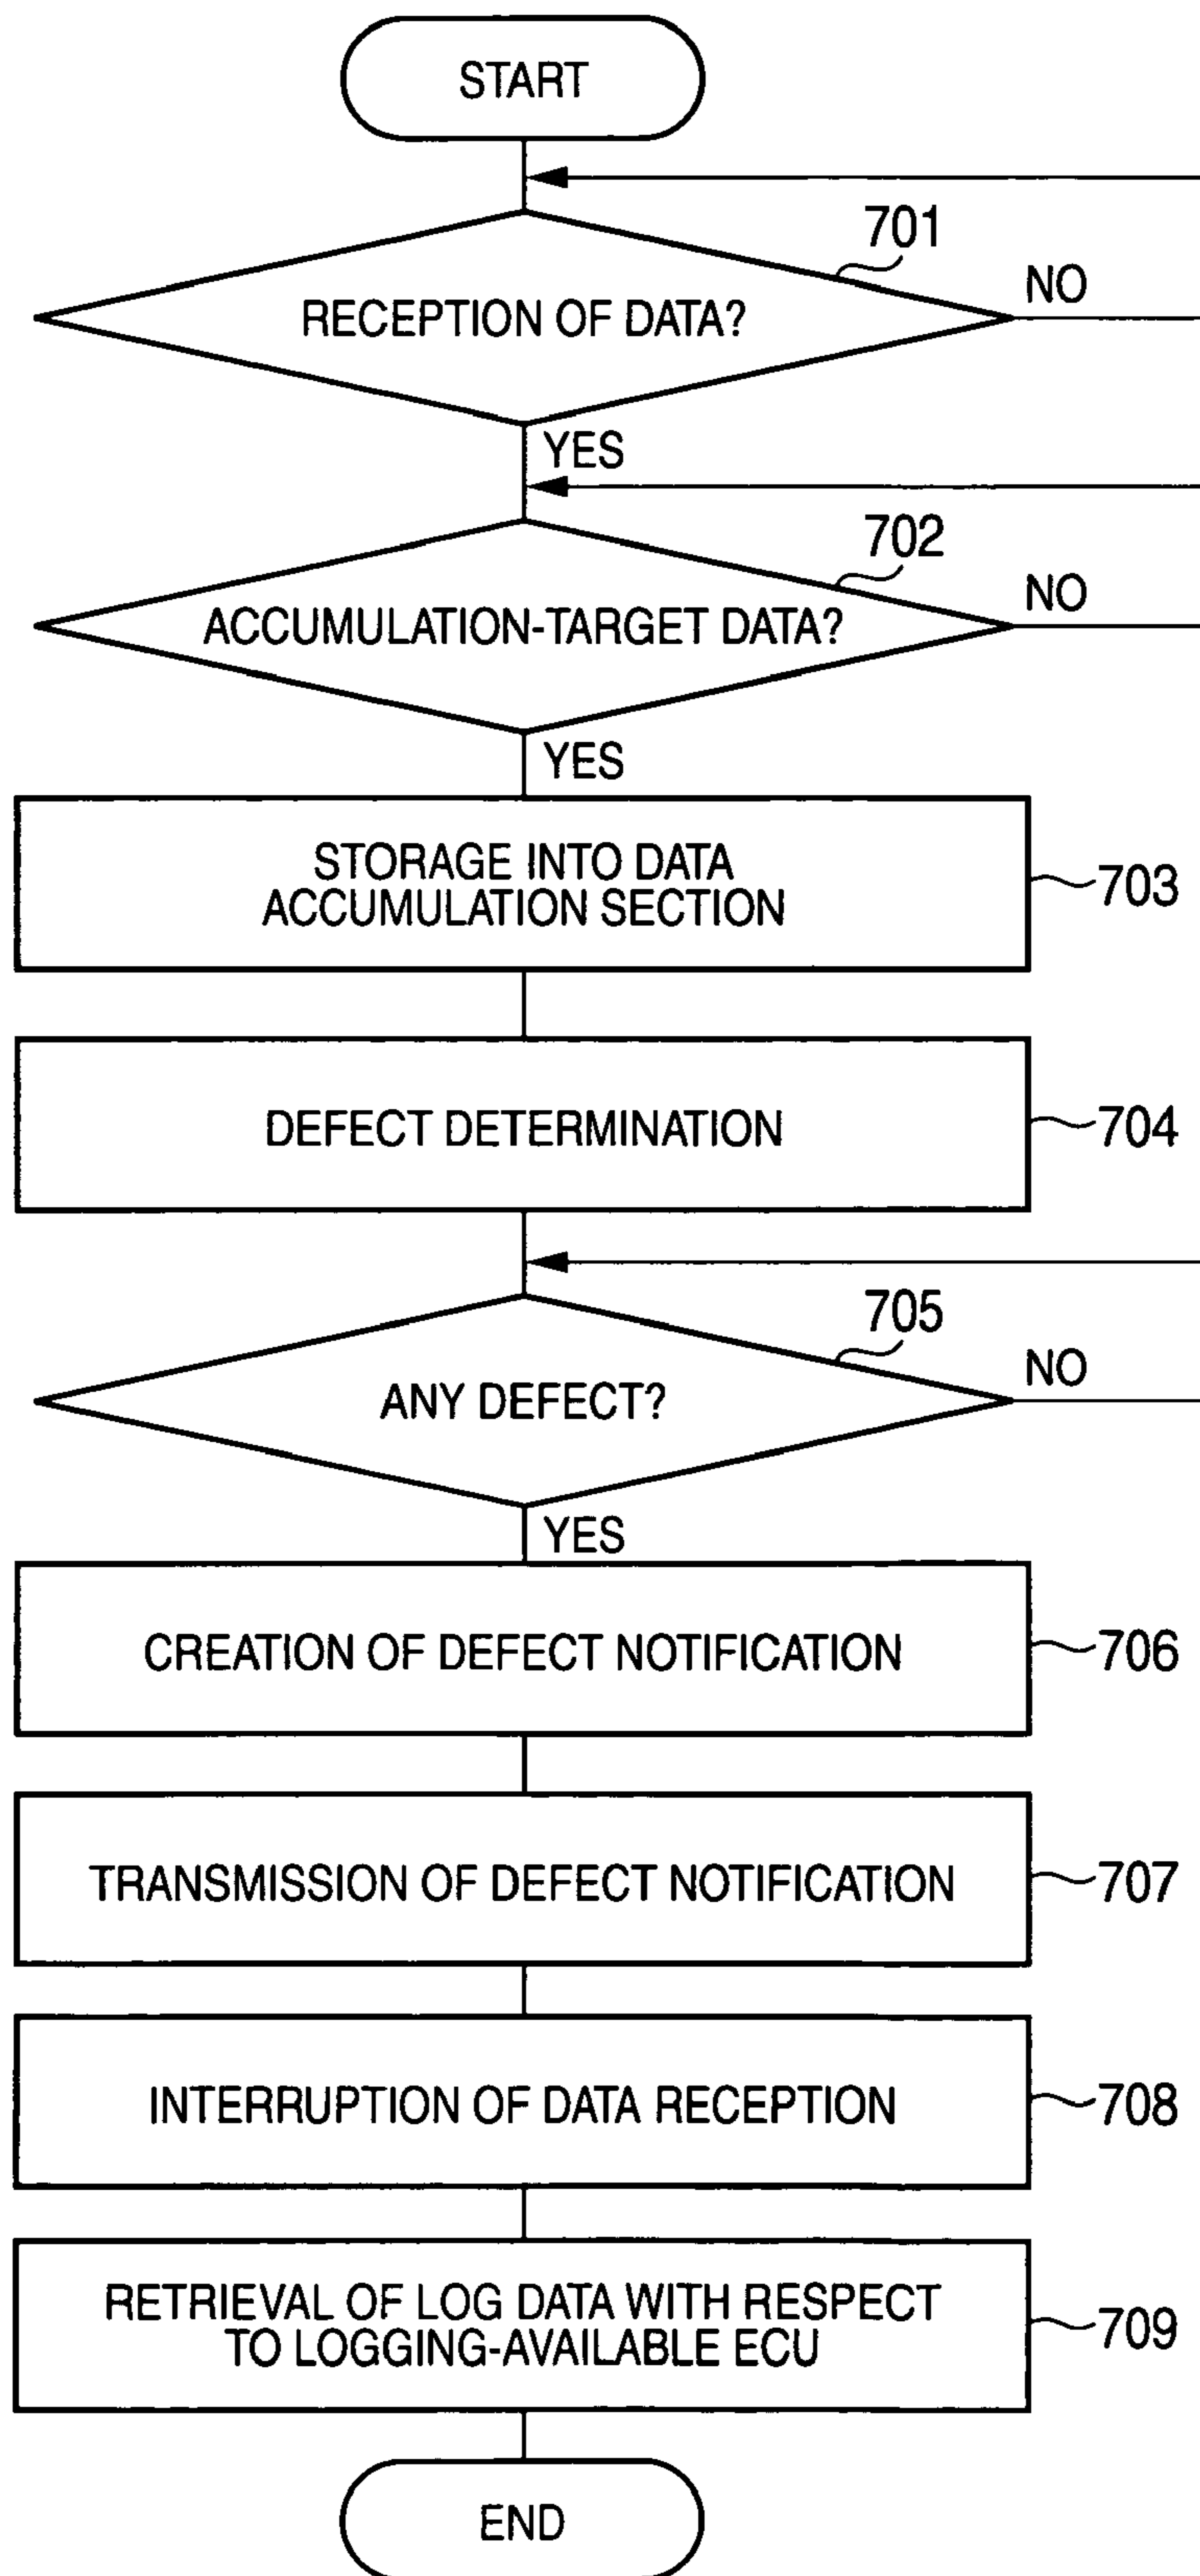 START
701
RECEPTION OF DATA?
NO
YES
702
ACCUMULATION-TARGET DATA?
NO
YES
STORAGE INTO DATA
ACCUMULATION SECTION
703
DEFECT DETERMINATION
704
705
ANY DEFECT?
NO
YES
CREATION OF DEFECT NOTIFICATION
706
TRANSMISSION OF DEFECT NOTIFICATION
707
INTERRUPTION OF DATA RECEPTION
708
RETRIEVAL OF LOG DATA WITH RESPECT
TO LOGGING-AVAILABLE ECU
709
END